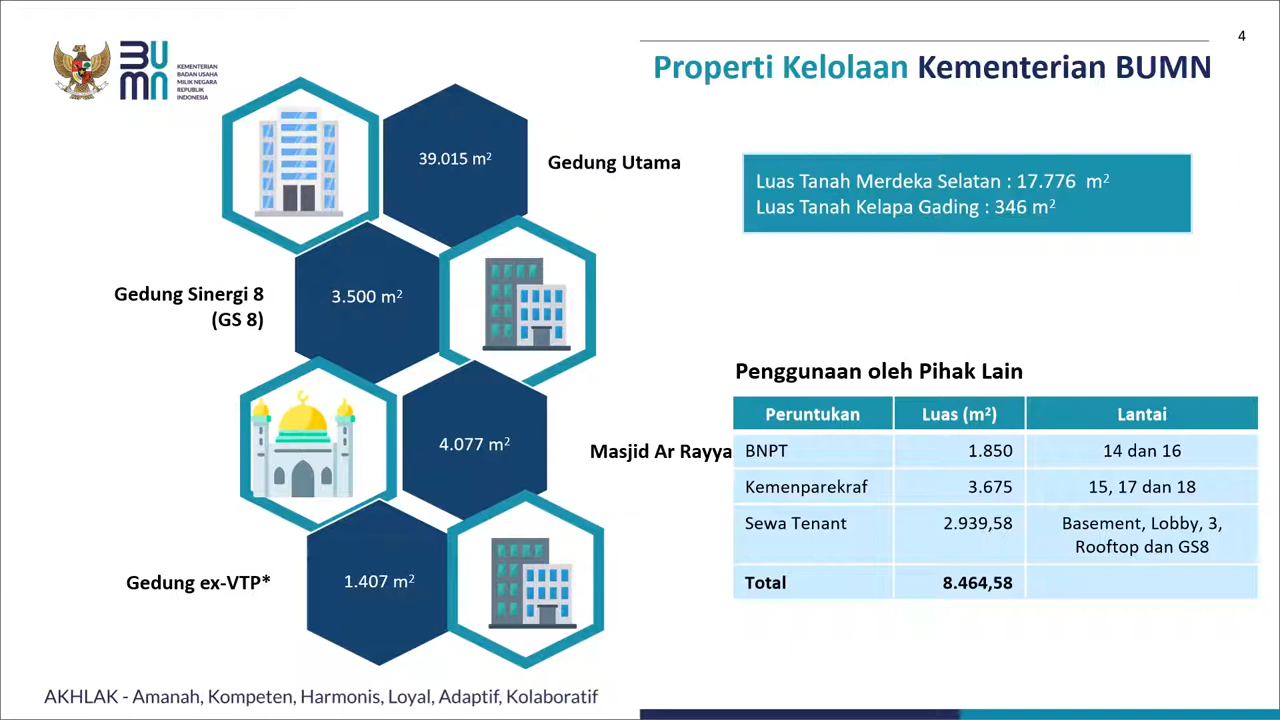 4
BUMN
KEMENTERIAN
BADAN USAHA
MILIK NEGARA
REPUBLIK
INDONESIA
Properti Kelolaan Kementerian BUMN
39.015 m²
Gedung Utama
Luas Tanah Merdeka Selatan : 17.776 m²
Luas Tanah Kelapa Gading : 346 m²
Gedung Sinergi 8
(GS 8)
3.500 m²
4.077 m²
Masjid Ar Rayya
Gedung ex-VTP*
1.407 m²
Penggunaan oleh Pihak Lain
Peruntukan Luas (m²) Lantai
BNPT 1.850 14 dan 16
Kemenparekraf 3.675 15, 17 dan 18
Sewa Tenant 2.939,58 Basement, Lobby, 3,
Rooftop dan GS8
Total 8.464,58
AKHLAK - Amanah, Kompeten, Harmonis, Loyal, Adaptif, Kolaboratif